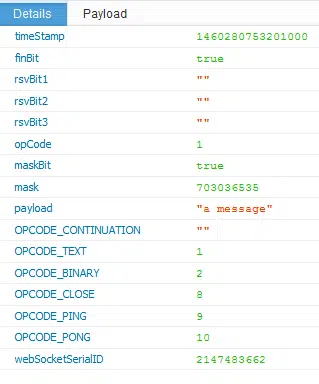 Details Payload
timeStamp 1460280753201000
finBit true
rsvBit1 ""
rsvBit2 ""
rsvBit3 ""
opCode 1
maskBit true
mask 703036535
payload "a message"
OPCODE_CONTINUATION ""
OPCODE_TEXT 1
OPCODE_BINARY 2
OPCODE_CLOSE 8
OPCODE_PING 9
OPCODE_PONG 10
webSocketSerialID 2147483662